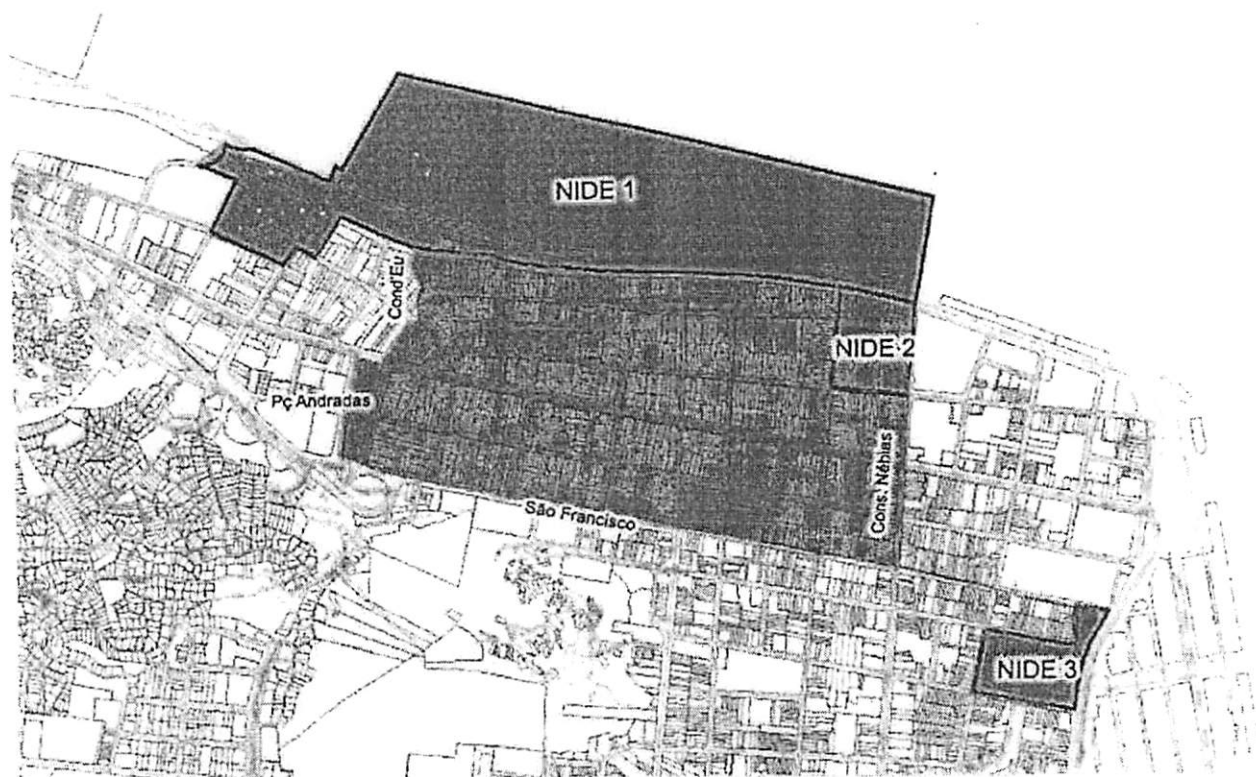 NIDE 1
Cond'Eu
NIDE 2
Pç Andradas
Cons. Nébias
São Francisco
NIDE 3